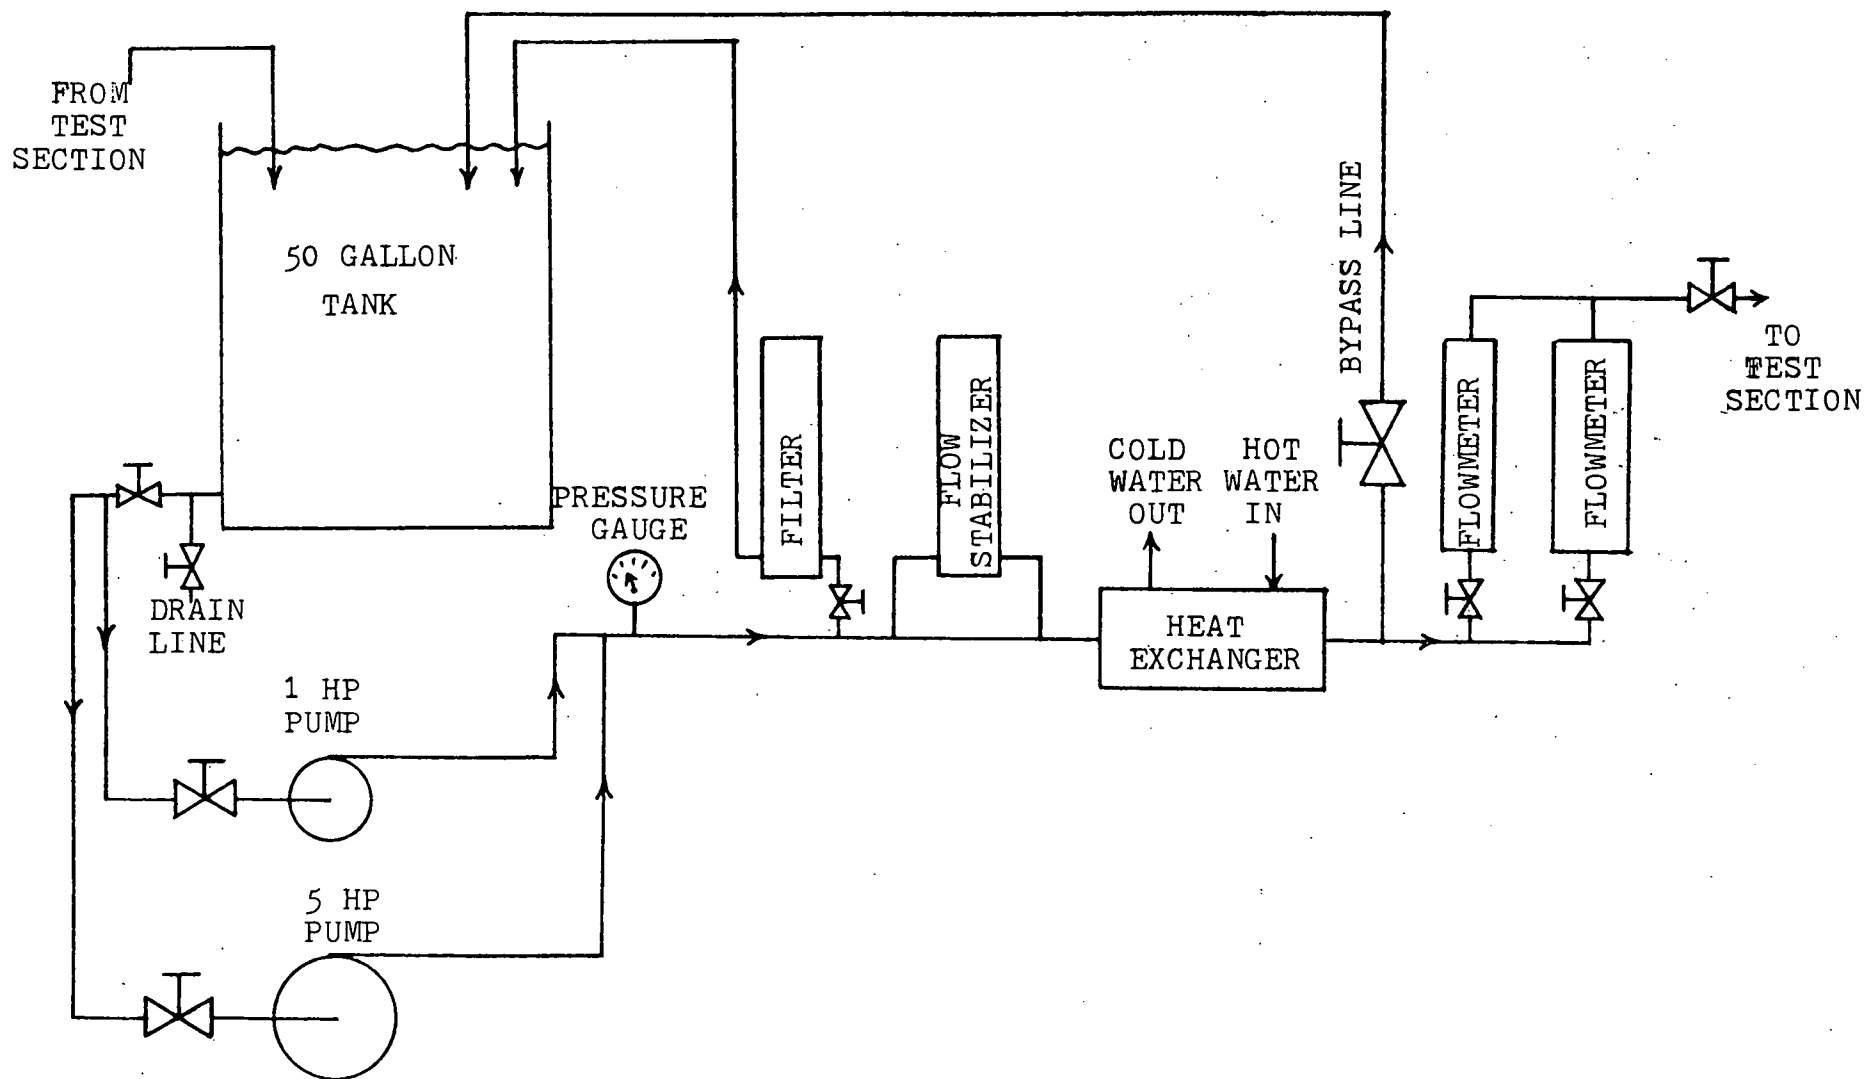 FROM
TEST
SECTION
50 GALLON
TANK
DRAIN
LINE
PRESSURE
GAUGE
1 HP
PUMP
5 HP
PUMP
FILTER
FLOW
STABILIZER
COLD
WATER
OUT
HOT
WATER
IN
HEAT
EXCHANGER
BYPASS LINE
FLOWMETER
FLOWMETER
TO
TEST
SECTION